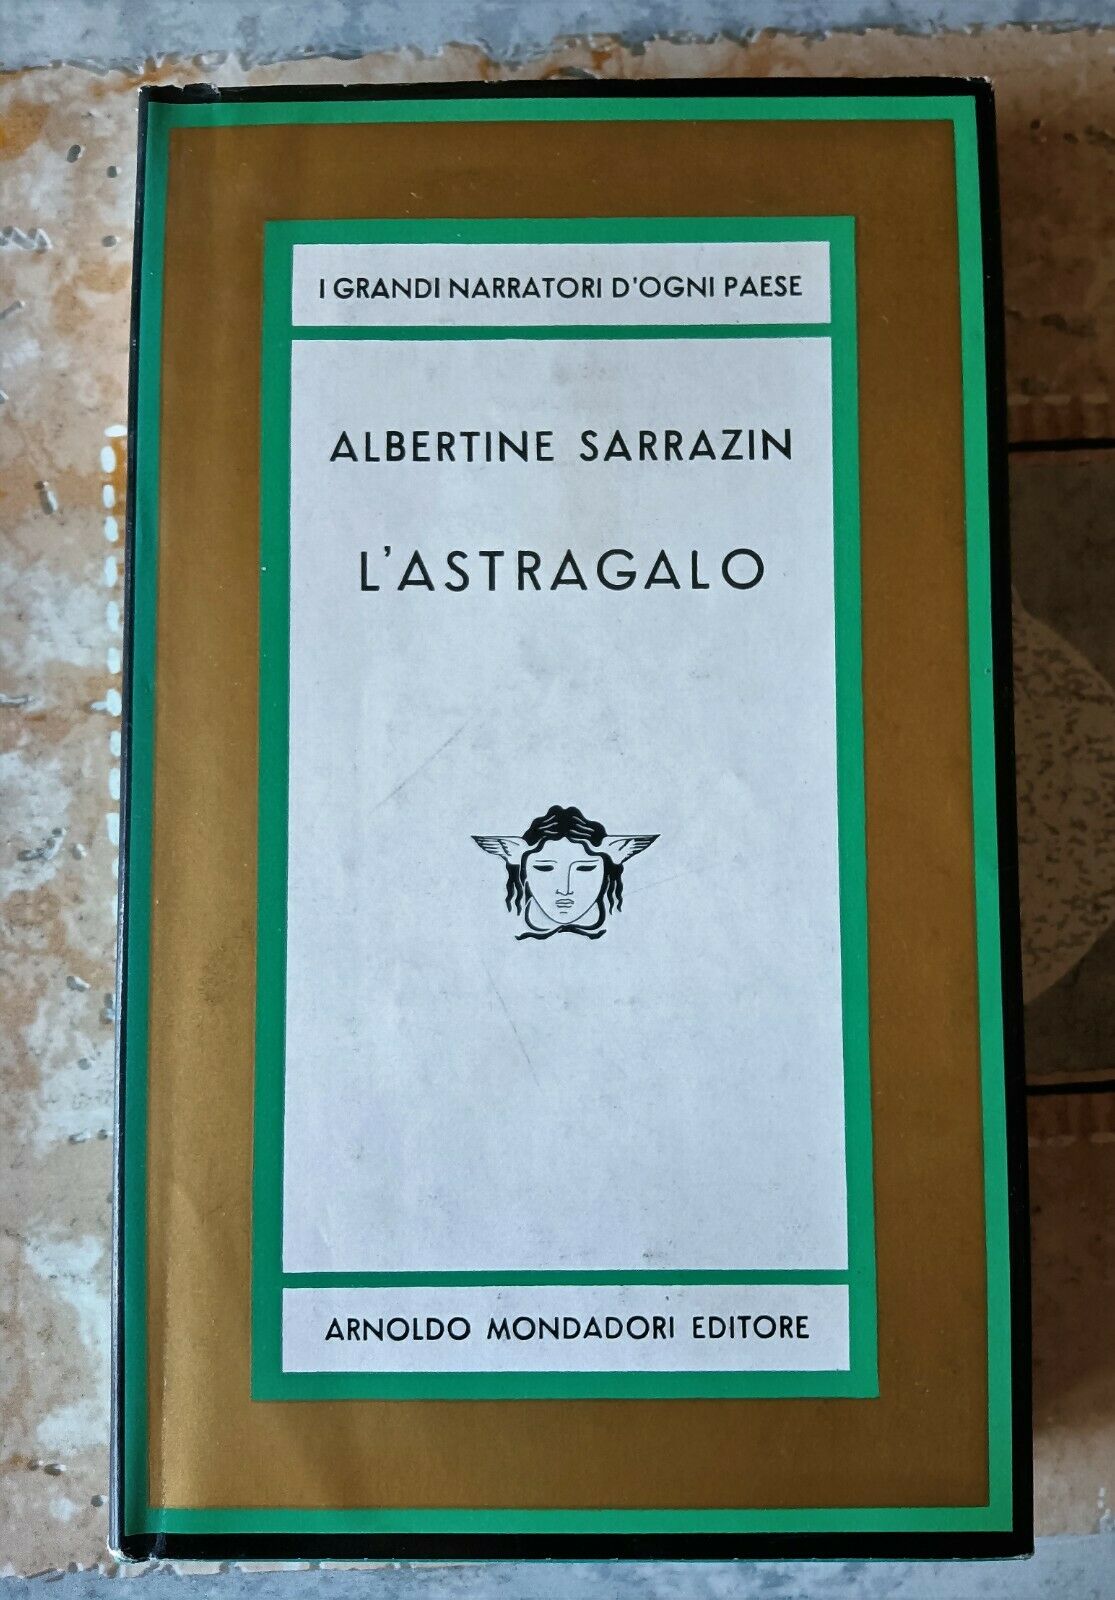 I GRANDI NARRATORI D'OGNI PAESE
ALBERTINE SARRAZIN
L'ASTRAGALO
ARNOLDO MONDADORI EDITORE